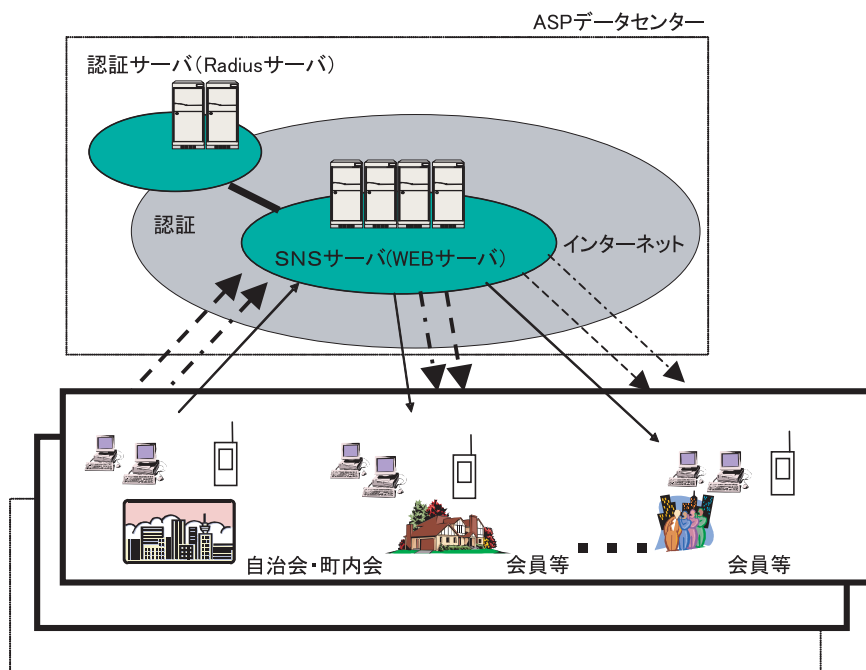 ASPデータセンター
認証サーバ(Radiusサーバ)
認証
インターネット
SNSサーバ(WEBサーバ)
自治会・町内会
会員等
会員等